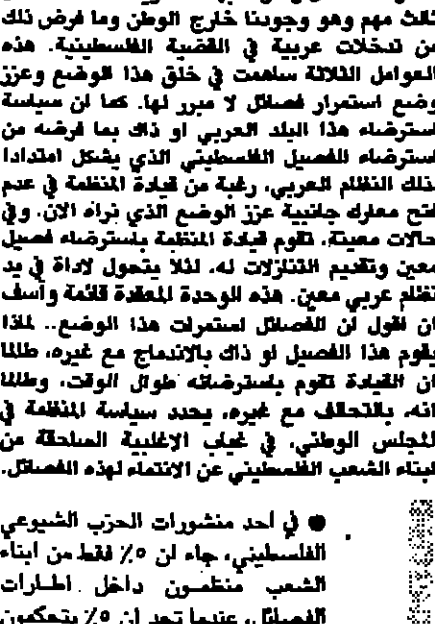 ثالث مهم وهو وجودنا خارج الوطن وما فرض ذلك
من تدخلات عربية في القضية الفلسطينية. هذه
العوامل الثلاثة ساهمت في خلق هذا الوضع وعزز
وضع استمرار فصائل لا مبرر لها. كما ان سياسة
استرضاء هذا البلد العربي او ذاك بما فرضه من
استرضاء للفصيل الفلسطيني الذي يشكل امتدادا
لذلك النظام العربي، رغبة من قيادة المنظمة في عدم
فتح معارك جانبية عزز الوضع الذي نراه الان. وفي
حالات معينة، تقوم قيادة المنظمة باسترضاء فصيل
معين وتقديم التنازلات له، لئلا يتحول لاداة في يد
نظام عربي معين. هذه الوحدة المعقدة قائمة وآسف
ان اقول ان الفصائل استمرات هذا الوضع.. لماذا
يقوم هذا الفصيل او ذاك بالاندماج مع غيره، طالما
ان القيادة تقوم باسترضائه طوال الوقت، وطالما
انه، بالتحالف مع غيره، يحدد سياسة المنظمة في
المجلس الوطني، في غياب الاغلبية الساحقة من
ابناء الشعب الفلسطيني عن الانتماء لهذه الفصائل.
● في أحد منشورات الحزب الشيوعي
الفلسطيني، جاء ان ٥٪ فقط من ابناء
الشعب منظمون داخل اطارات
الفصائل، عندما تجد ان ٥٪ يتحكمون